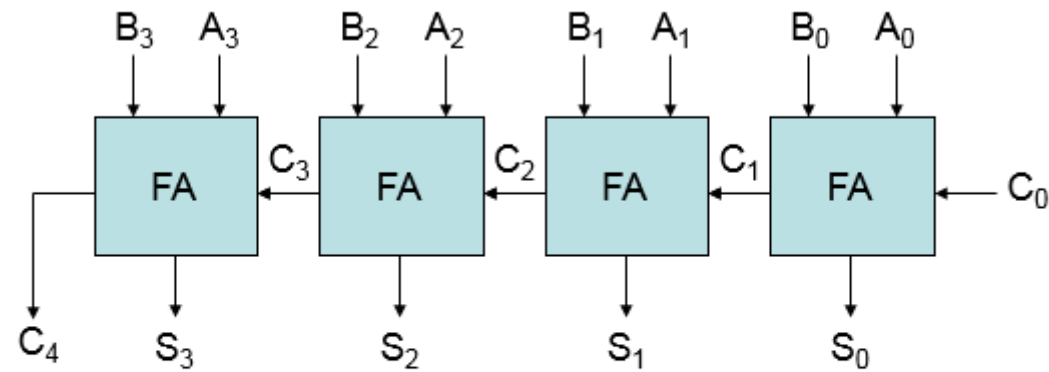 B₃ A₃ B₂ A₂ B₁ A₁ B₀ A₀
FA C₃ FA C₂ FA C₁ FA C₀
C₄ S₃ S₂ S₁ S₀